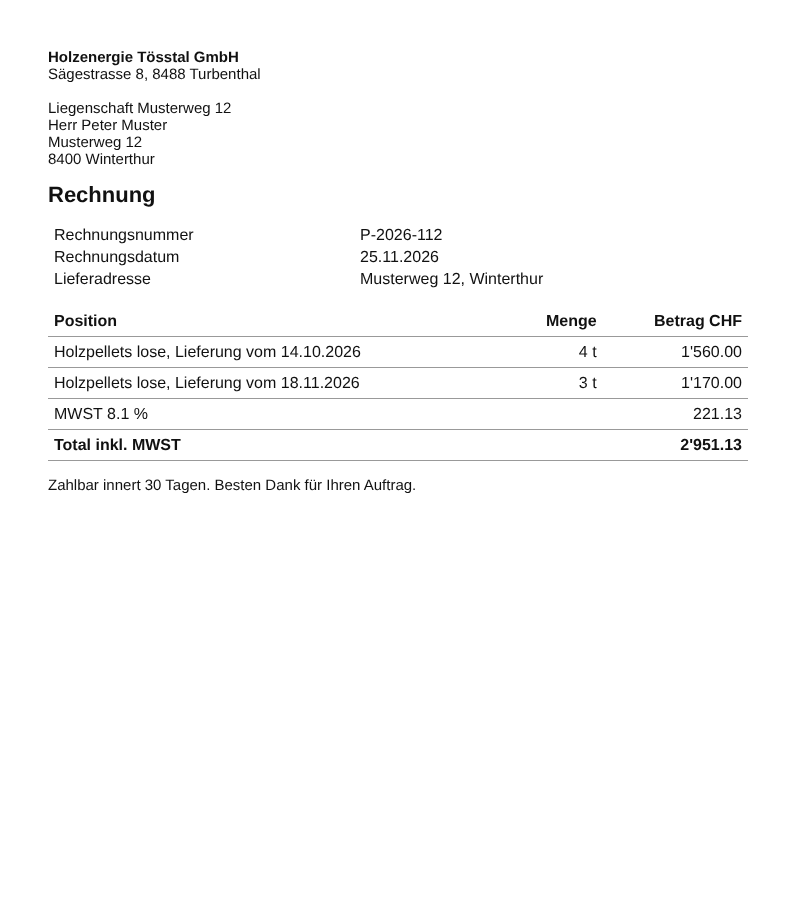 Holzenergie Tösstal GmbH
Sägestrasse 8, 8488 Turbenthal
Liegenschaft Musterweg 12
Herr Peter Muster
Musterweg 12
8400 Winterthur
Rechnung
Rechnungsnummer P-2026-112
Rechnungsdatum 25.11.2026
Lieferadresse Musterweg 12, Winterthur
Position Menge Betrag CHF
Holzpellets lose, Lieferung vom 14.10.2026 4 t 1'560.00
Holzpellets lose, Lieferung vom 18.11.2026 3 t 1'170.00
MWST 8.1 % 221.13
Total inkl. MWST 2'951.13
Zahlbar innert 30 Tagen. Besten Dank für Ihren Auftrag.